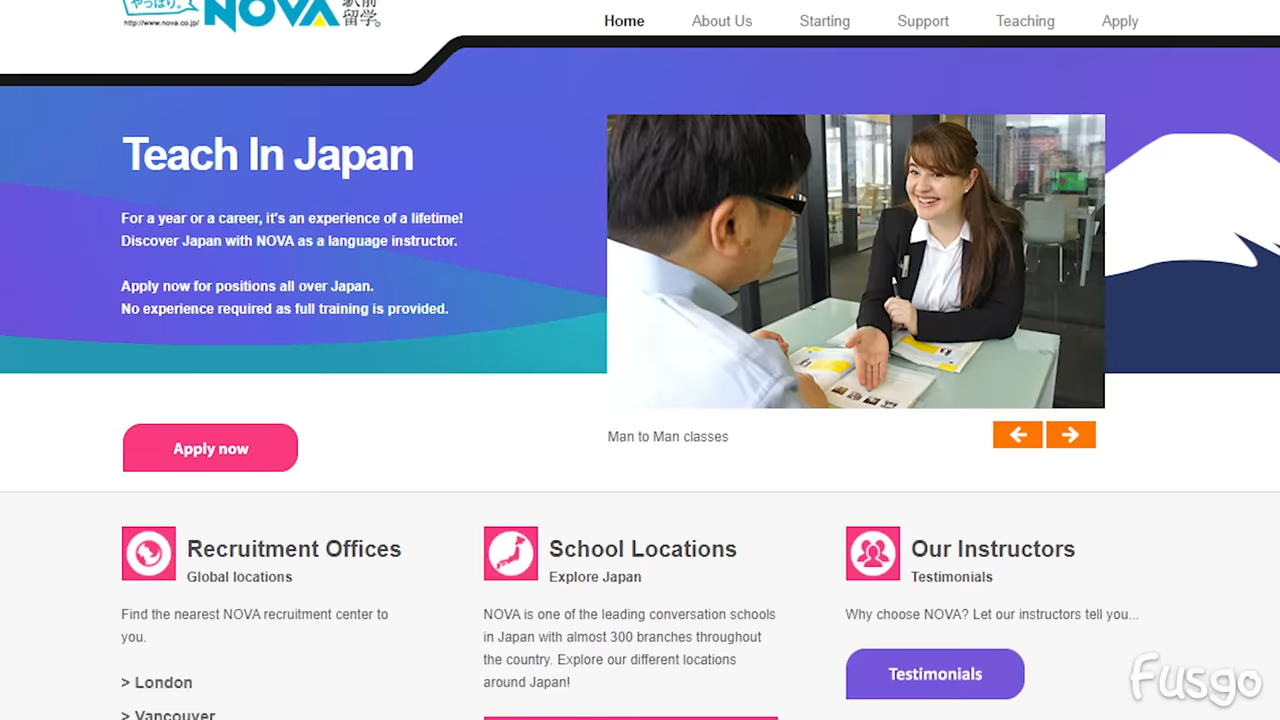 やっぱり。
http://www.nova.co.jp/
NOVA
駅前
留学。
Home About Us Starting Support Teaching Apply
Teach In Japan
For a year or a career, it's an experience of a lifetime!
Discover Japan with NOVA as a language instructor.
Apply now for positions all over Japan.
No experience required as full training is provided.
Man to Man classes
Apply now
Recruitment Offices
Global locations
Find the nearest NOVA recruitment center to
you.
> London
> Vancouver
School Locations
Explore Japan
NOVA is one of the leading conversation schools
in Japan with almost 300 branches throughout
the country. Explore our different locations
around Japan!
Our Instructors
Testimonials
Why choose NOVA? Let our instructors tell you...
Testimonials
Fusgo